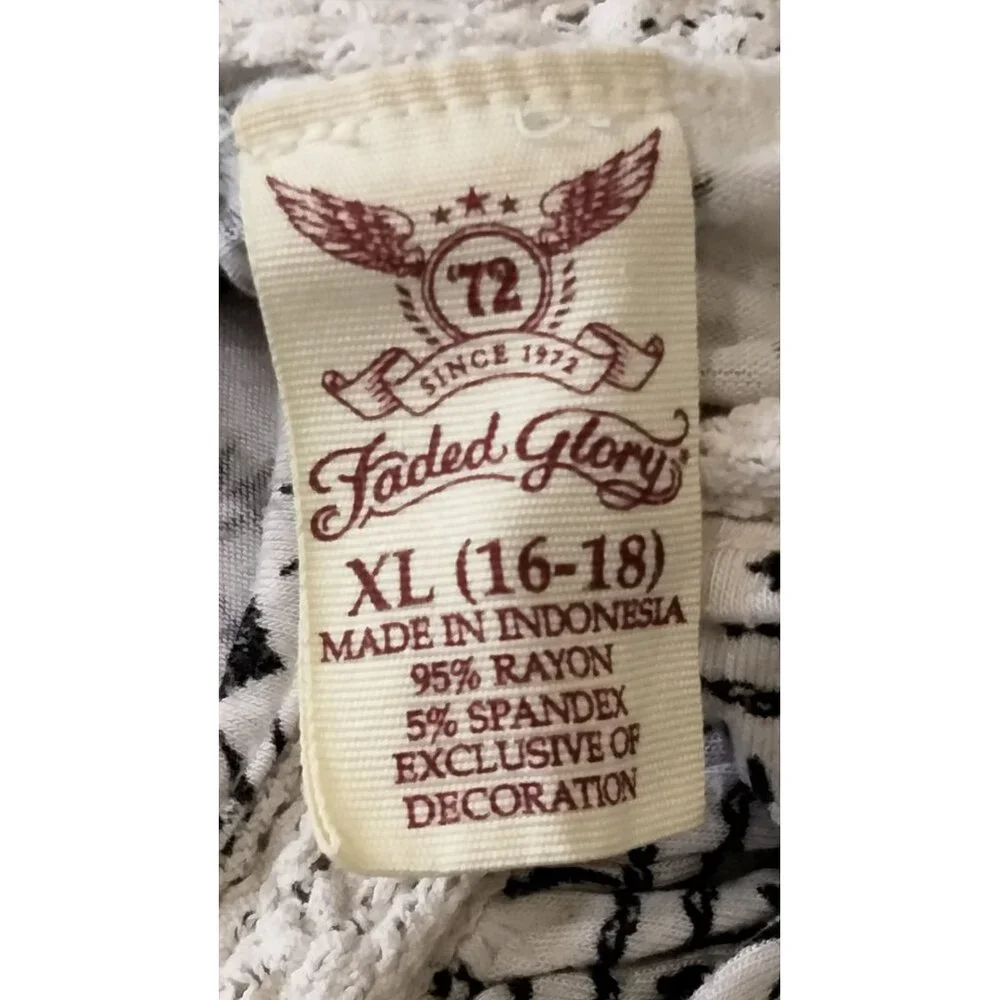 '72
SINCE 1972
Faded Glory
XL (16-18)
MADE IN INDONESIA
95% RAYON
5% SPANDEX
EXCLUSIVE OF
DECORATION